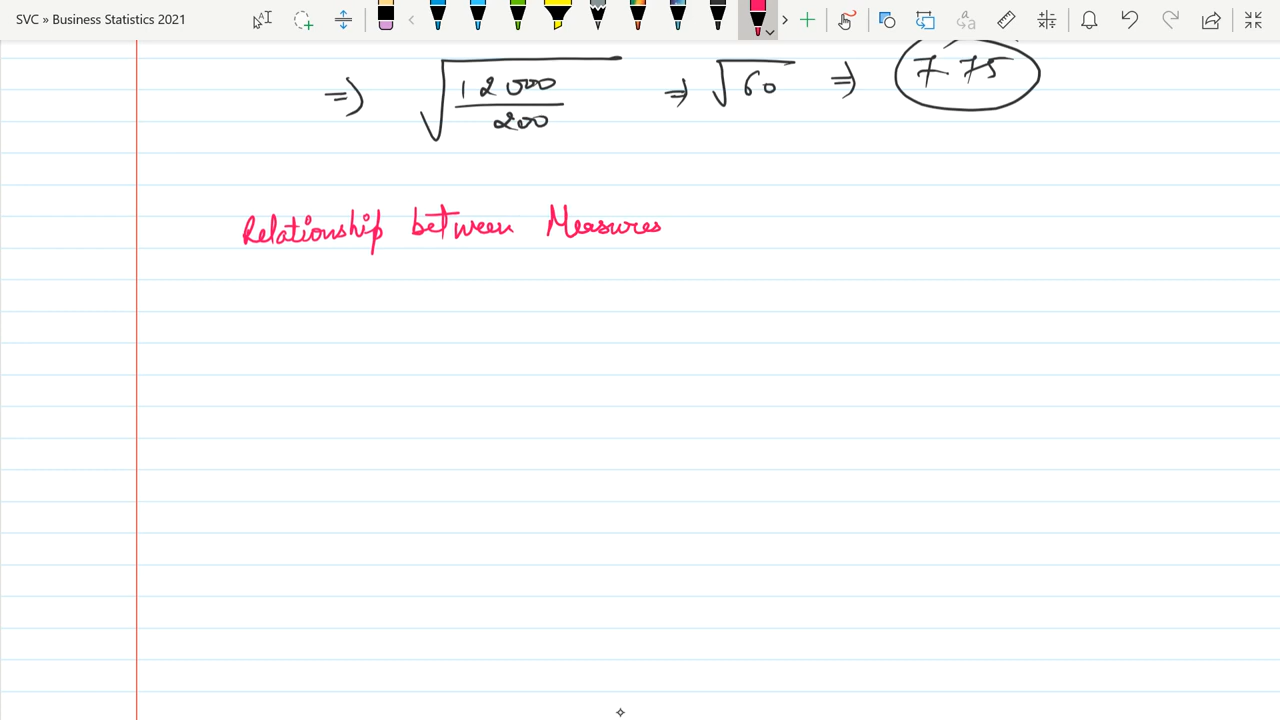 SVC » Business Statistics 2021
=) √12000/200 => √60 => 7.75
Relationship between Measures